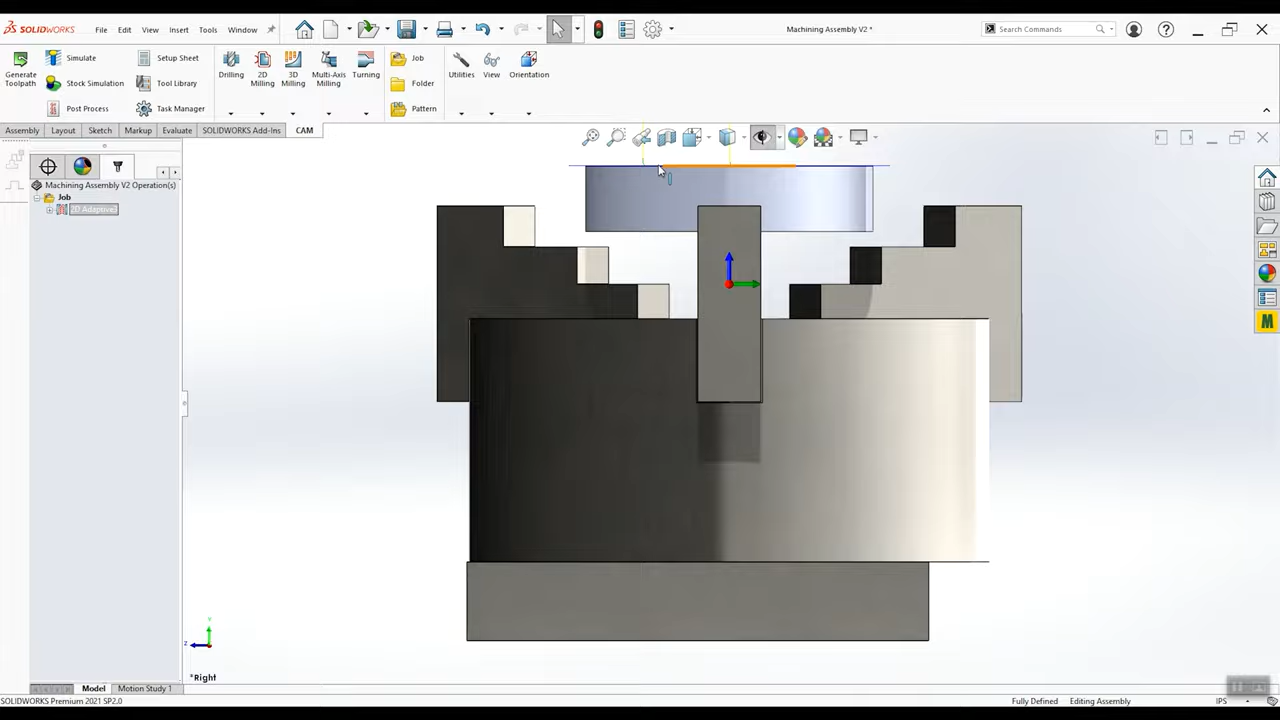 SOLIDWORKS File Edit View Insert Tools Window Machining Assembly V2 * Search Commands
Generate Toolpath Simulate Stock Simulation Post Process Setup Sheet Tool Library Task Manager Drilling 2D Milling 3D Milling Multi-Axis Milling Turning Job Folder Pattern Utilities View Orientation
Assembly Layout Sketch Markup Evaluate SOLIDWORKS Add-Ins CAM
Machining Assembly V2 Operation(s)
Job
2D Adaptive
M
Y
Z
*Right
Model Motion Study 1
SOLIDWORKS Premium 2021 SP2.0 Fully Defined Editing Assembly IPS